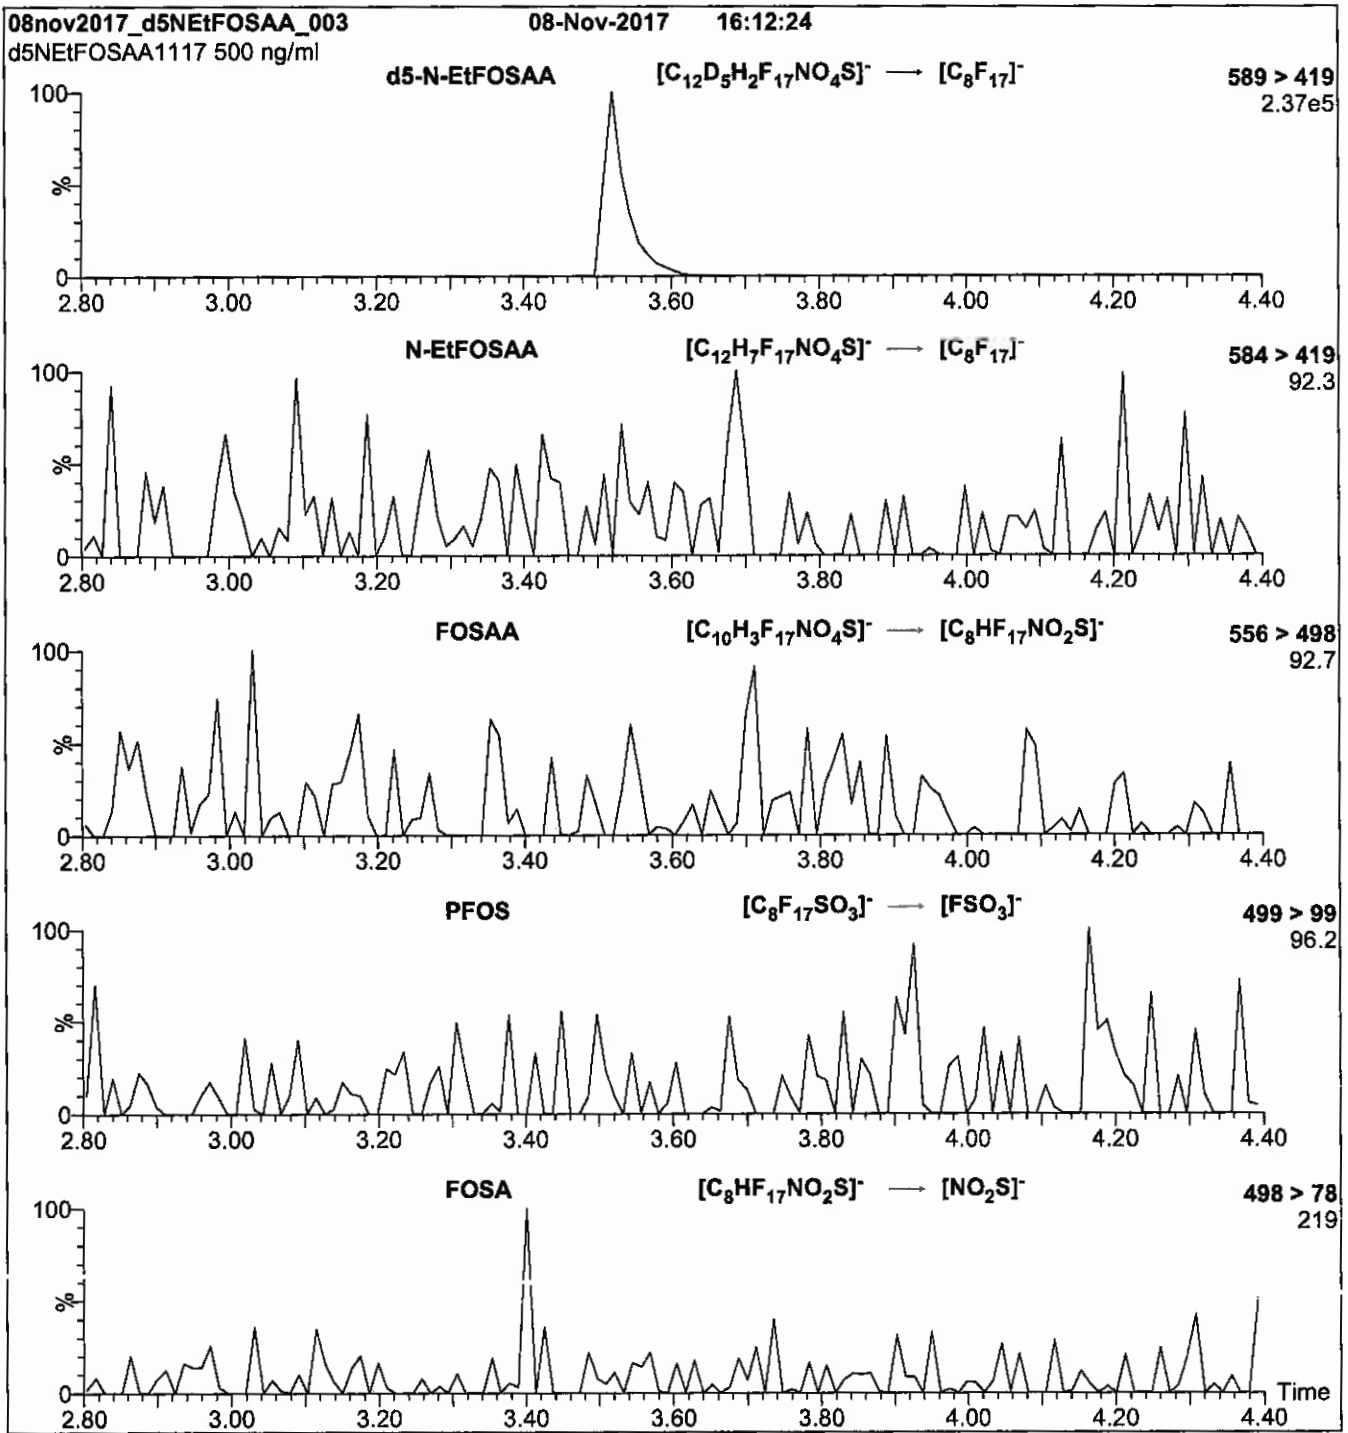 08nov2017_d5NEtFOSAA_003 08-Nov-2017 16:12:24
d5NEtFOSAA1117 500 ng/ml
d5-N-EtFOSAA [C₁₂D₅H₂F₁₇NO₄S]⁻ → [C₈F₁₇]⁻ 589 > 419
2.37e5
100
%
0
2.80 3.00 3.20 3.40 3.60 3.80 4.00 4.20 4.40
N-EtFOSAA [C₁₂H₇F₁₇NO₄S]⁻ → [C₈F₁₇]⁻ 584 > 419
92.3
100
%
0
2.80 3.00 3.20 3.40 3.60 3.80 4.00 4.20 4.40
FOSAA [C₁₀H₃F₁₇NO₄S]⁻ → [C₈HF₁₇NO₂S]⁻ 556 > 498
92.7
100
%
0
2.80 3.00 3.20 3.40 3.60 3.80 4.00 4.20 4.40
PFOS [C₈F₁₇SO₃]⁻ → [FSO₃]⁻ 499 > 99
96.2
100
%
0
2.80 3.00 3.20 3.40 3.60 3.80 4.00 4.20 4.40
FOSA [C₈HF₁₇NO₂S]⁻ → [NO₂S]⁻ 498 > 78
219
100
%
0 Time
2.80 3.00 3.20 3.40 3.60 3.80 4.00 4.20 4.40